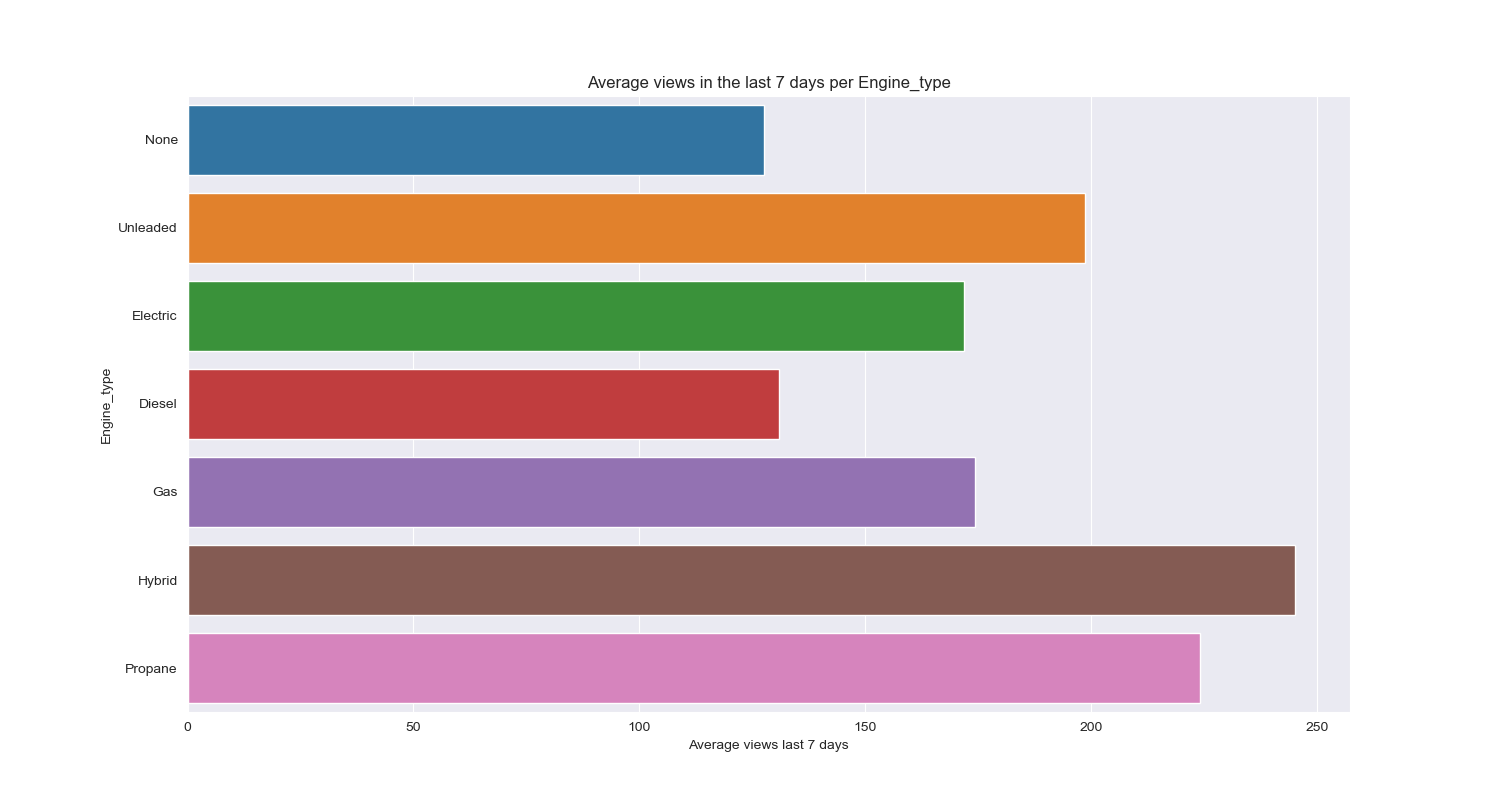 Average views in the last 7 days per Engine_type
None
Unleaded
Electric
Diesel
Gas
Hybrid
Propane
Engine_type
0 50 100 150 200 250
Average views last 7 days